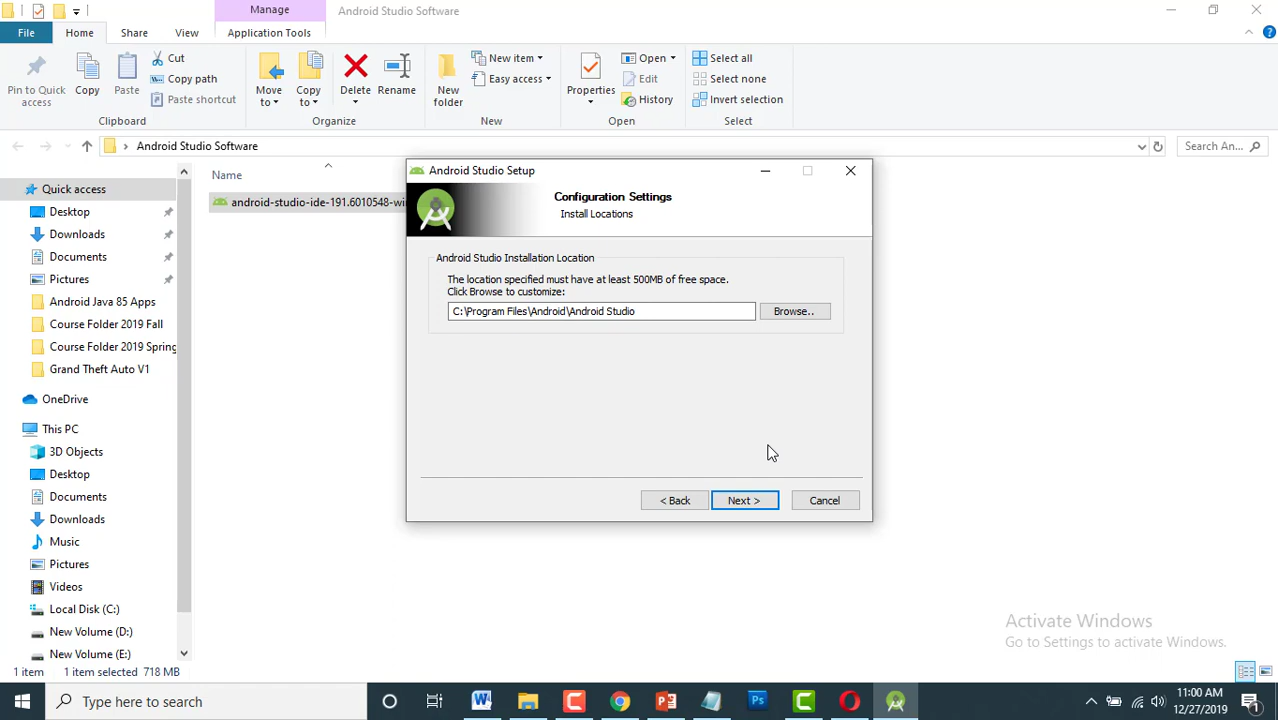 Manage
Android Studio Software
File
Home
Share
View
Application Tools
Pin to Quick access
Copy
Paste
Cut
Copy path
Paste shortcut
Clipboard
Move to
Copy to
Delete
Rename
Organize
New folder
New item
Easy access
New
Properties
Open
Edit
History
Open
Select all
Select none
Invert selection
Select
Android Studio Software
Search An...
Quick access
Desktop
Downloads
Documents
Pictures
Android Java 85 Apps
Course Folder 2019 Fall
Course Folder 2019 Spring
Grand Theft Auto V1
OneDrive
This PC
3D Objects
Desktop
Documents
Downloads
Music
Pictures
Videos
Local Disk (C:)
New Volume (D:)
New Volume (E:)
Name
android-studio-ide-191.6010548-wi
Android Studio Setup
Configuration Settings
Install Locations
Android Studio Installation Location
The location specified must have at least 500MB of free space.
Click Browse to customize:
C:\Program Files\Android\Android Studio
Browse..
< Back
Next >
Cancel
Activate Windows
Go to Settings to activate Windows.
1 item
1 item selected 718 MB
Type here to search
11:00 AM
12/27/2019
1